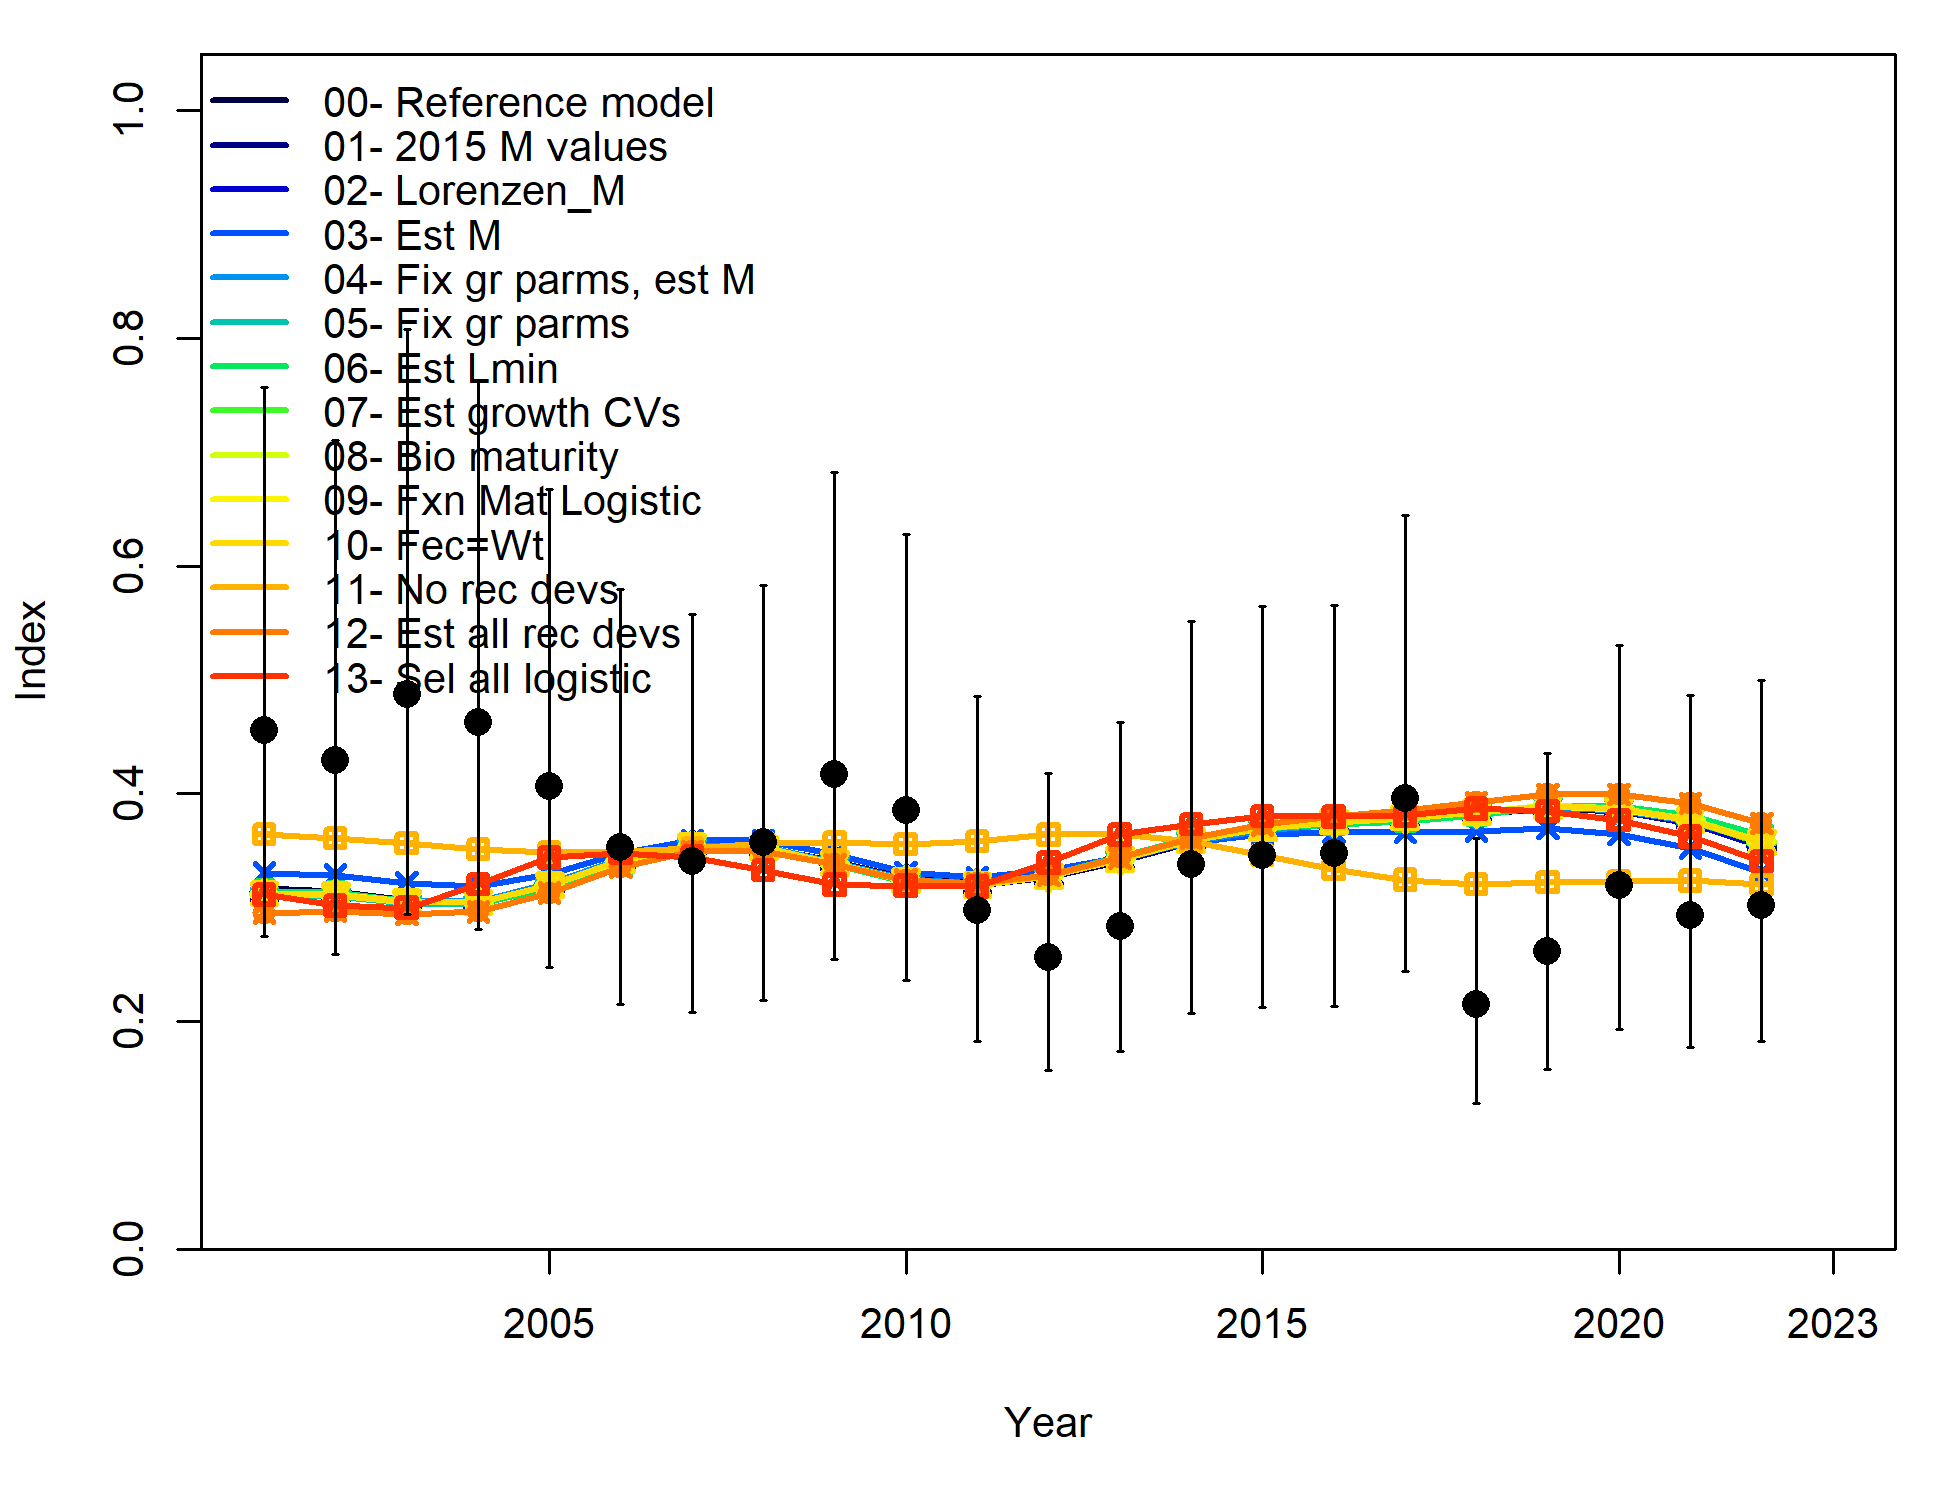 00- Reference model
01- 2015 M values
02- Lorenzen_M
03- Est M
04- Fix gr parms, est M
05- Fix gr parms
06- Est Lmin
07- Est growth CVs
08- Bio maturity
09- Fxn Mat Logistic
10- Fec=Wt
11- No rec devs
12- Est all rec devs
13- Sel all logistic
1.0
0.8
0.6
0.4
0.2
0.0
Index
2005 2010 2015 2020 2023
Year